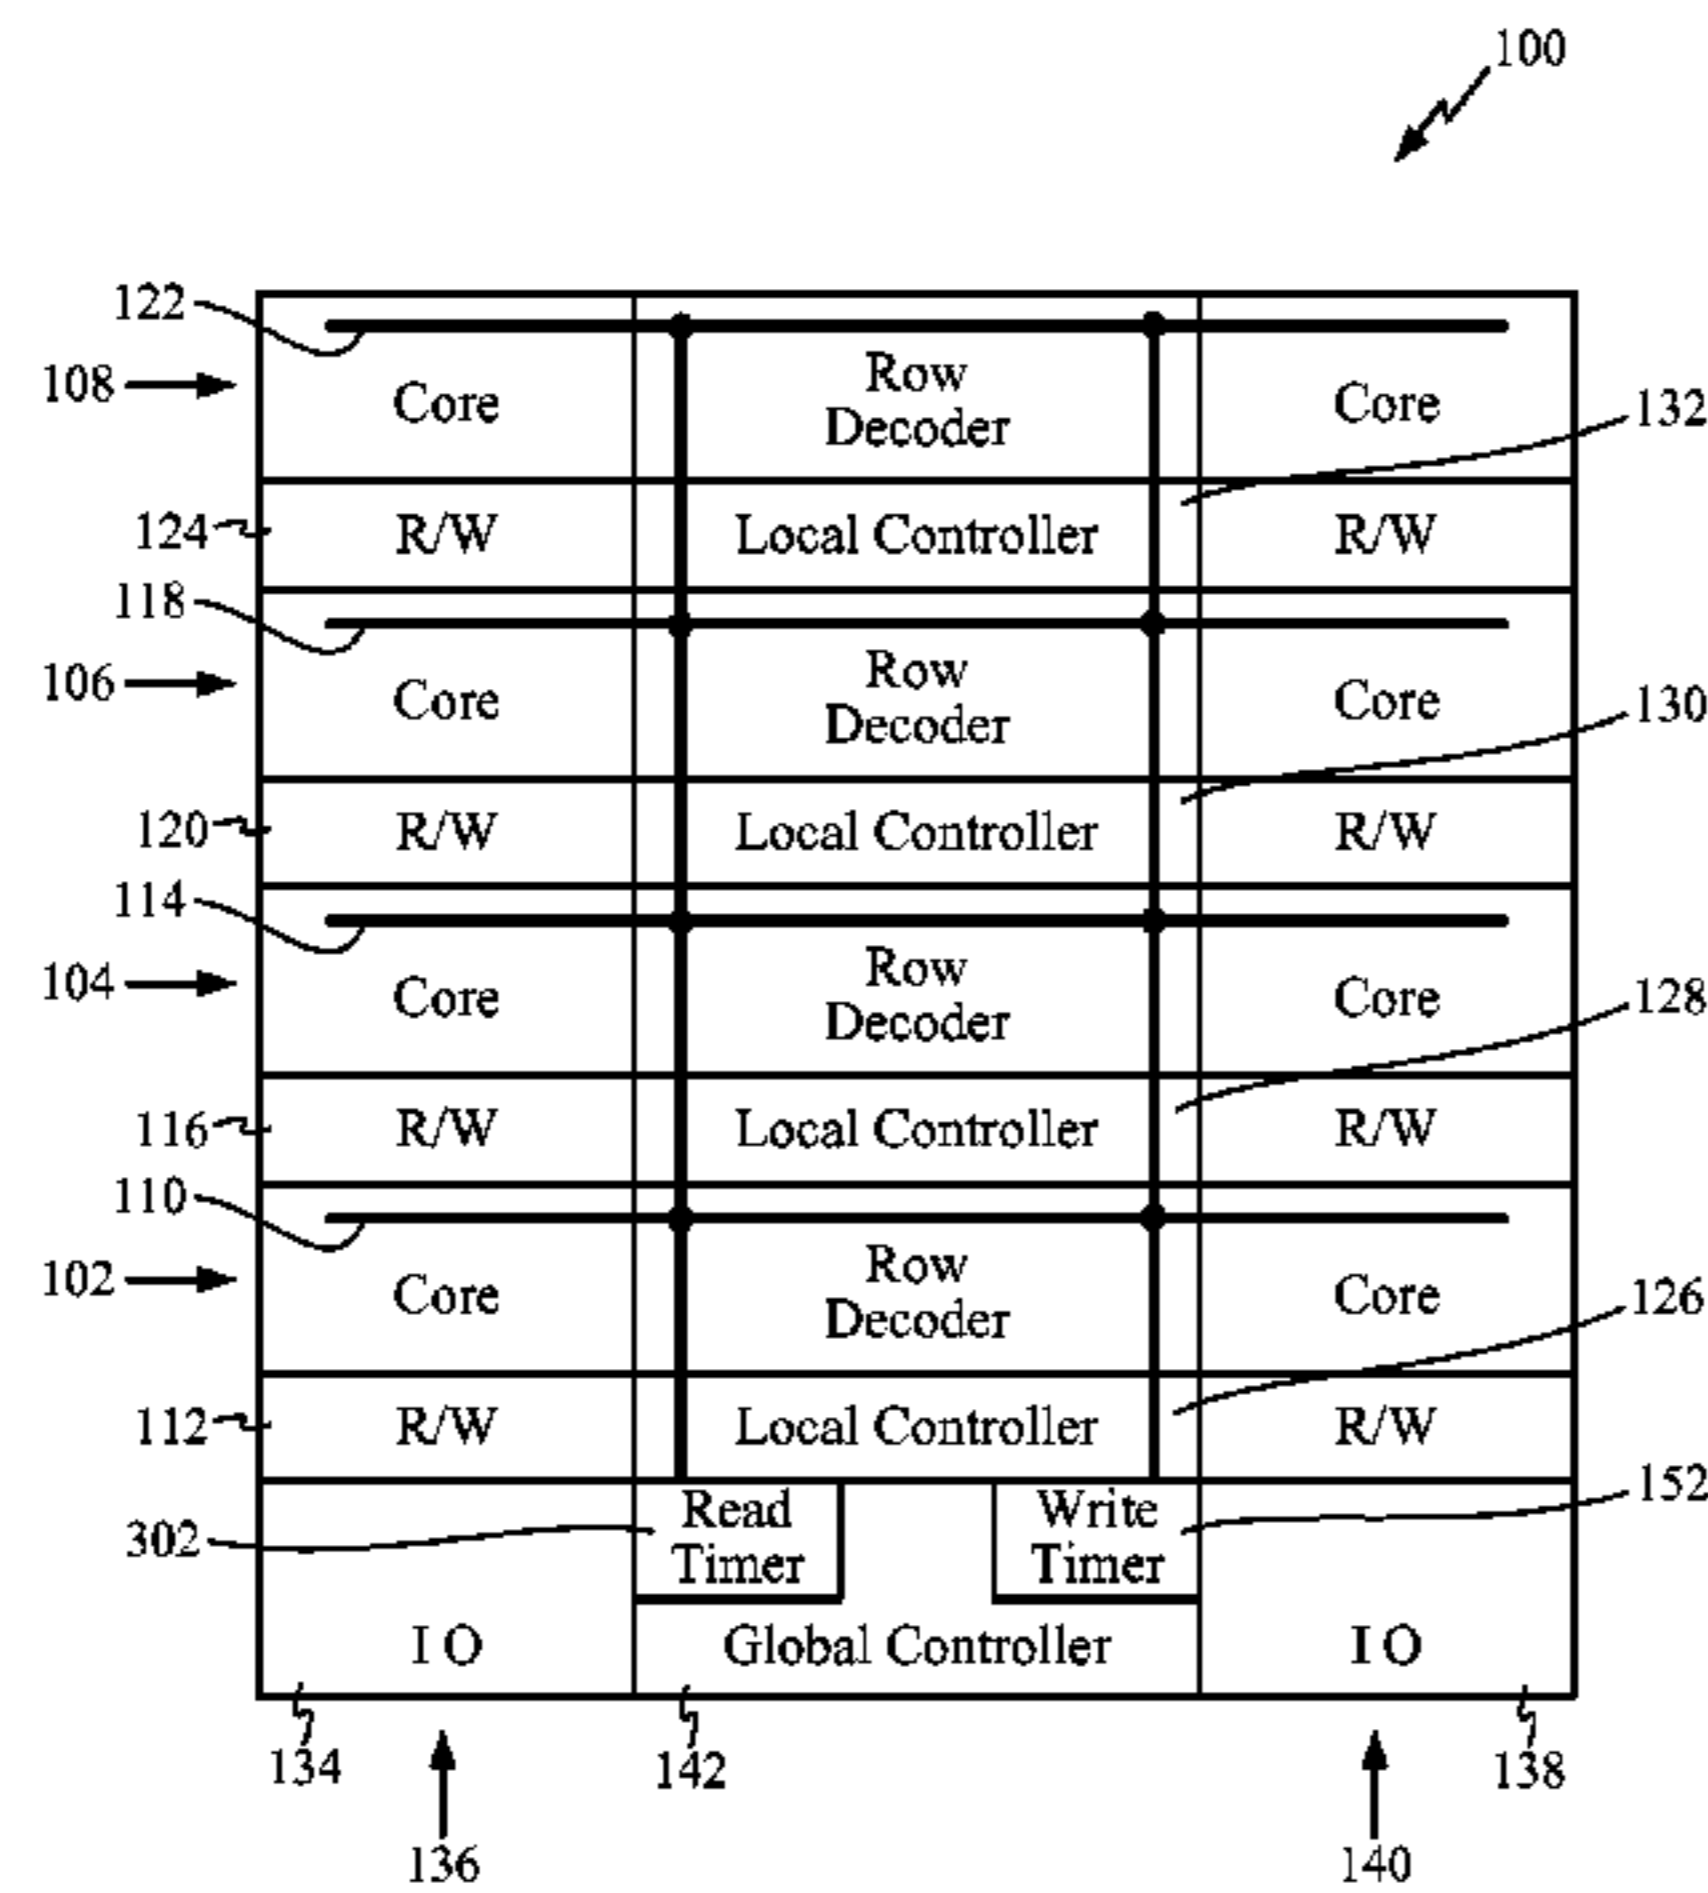 100
122
108
Core
Row
Decoder
Core
132
124
R/W
Local Controller
R/W
118
106
Core
Row
Decoder
Core
130
120
R/W
Local Controller
R/W
114
104
Core
Row
Decoder
Core
128
116
R/W
Local Controller
R/W
110
102
Core
Row
Decoder
Core
126
112
R/W
Local Controller
R/W
152
302
Read
Timer
Write
Timer
I O
Global Controller
I O
134
142
138
136
140